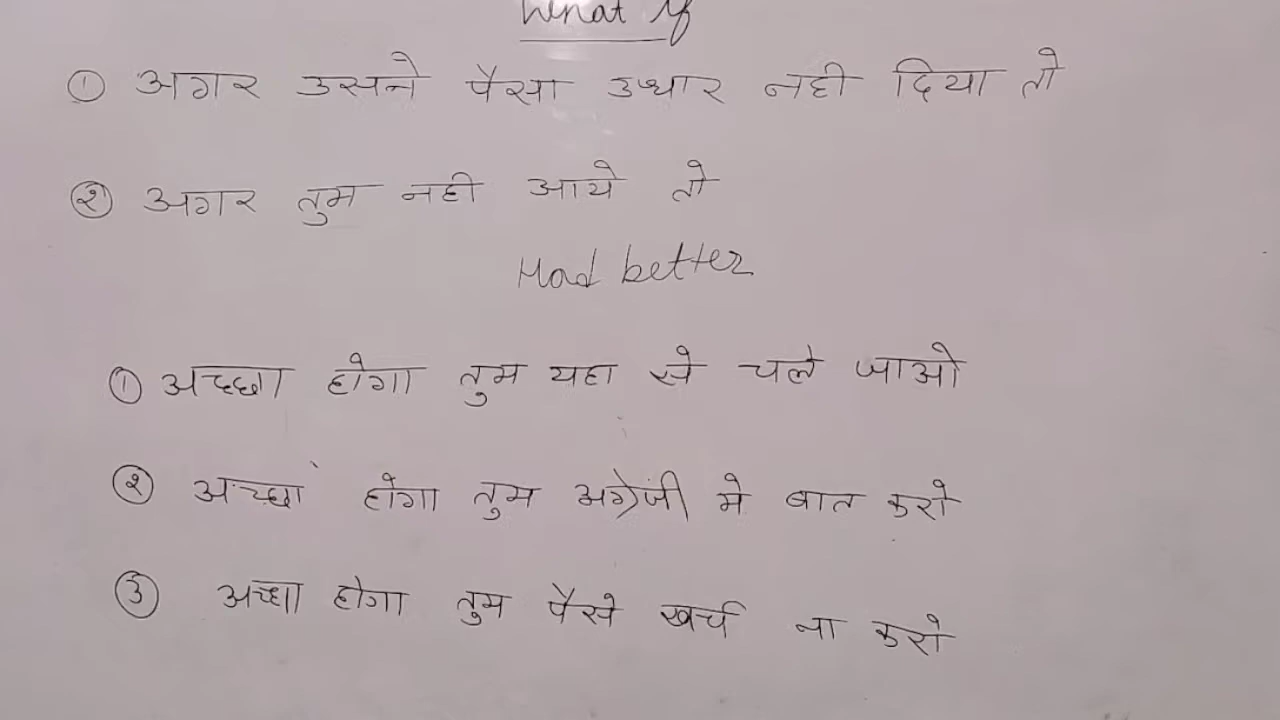 What if
① अगर उसने पैसा उध्धार नही दिया तो
② अगर तुम नही आये तो
Had better
① अच्छा होगा तुम यहा से चले जाओ
② अच्छा होगा तुम अग्रेजी मे बात करो
③ अच्छा होगा तुम पैसे खर्च ना करो